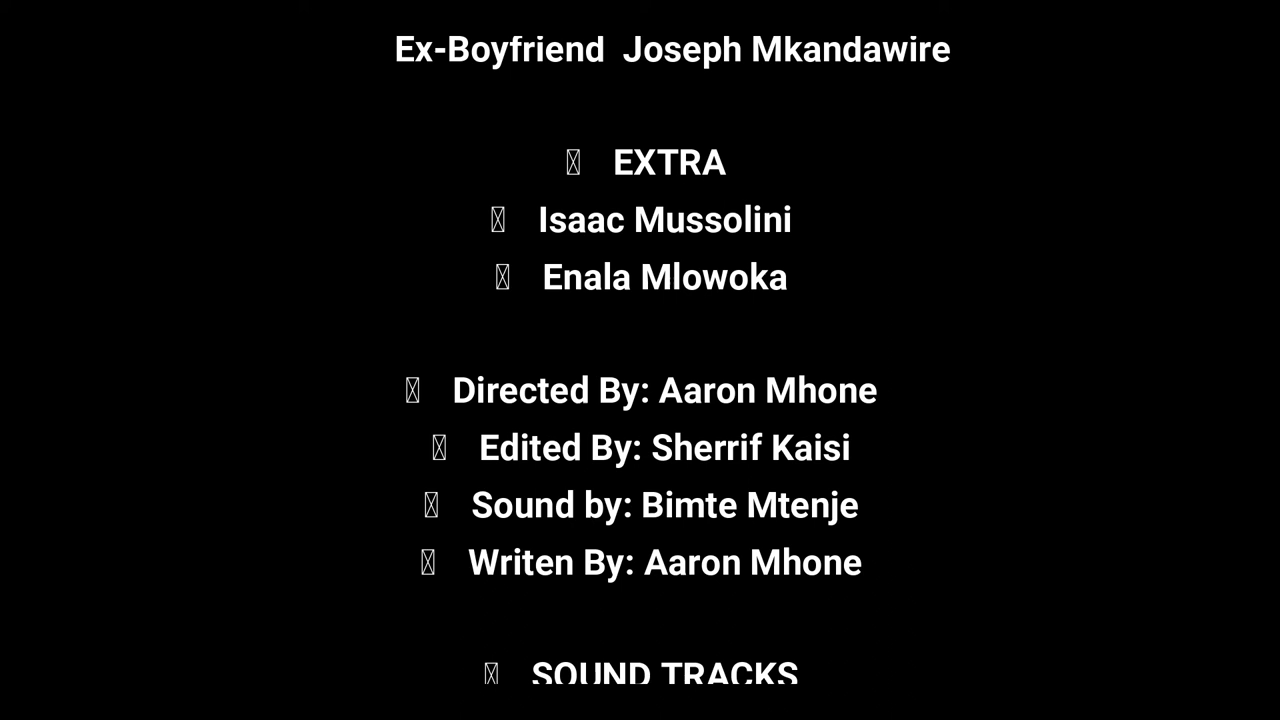 Ex-Boyfriend  Joseph Mkandawire
EXTRA
Isaac Mussolini
Enala Mlowoka
Directed By: Aaron Mhone
Edited By: Sherrif Kaisi
Sound by: Bimte Mtenje
Writen By: Aaron Mhone
SOUND TRACKS